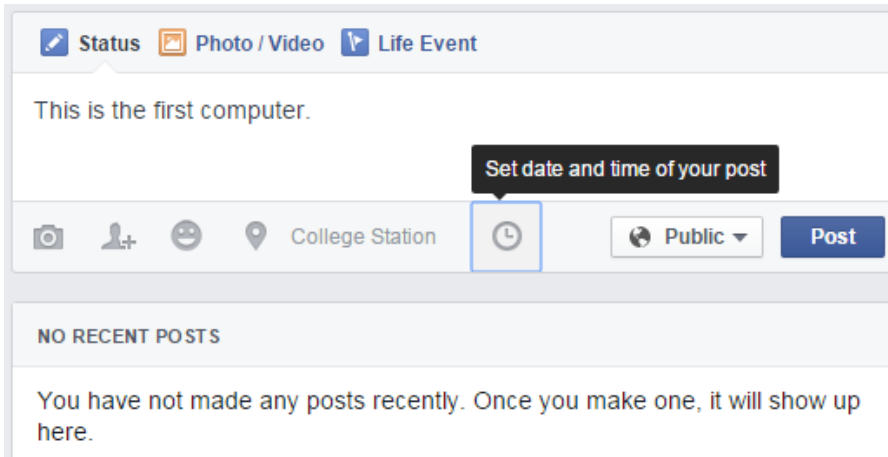 Status Photo / Video Life Event
This is the first computer.
Set date and time of your post
College Station Public Post
NO RECENT POSTS
You have not made any posts recently. Once you make one, it will show up
here.